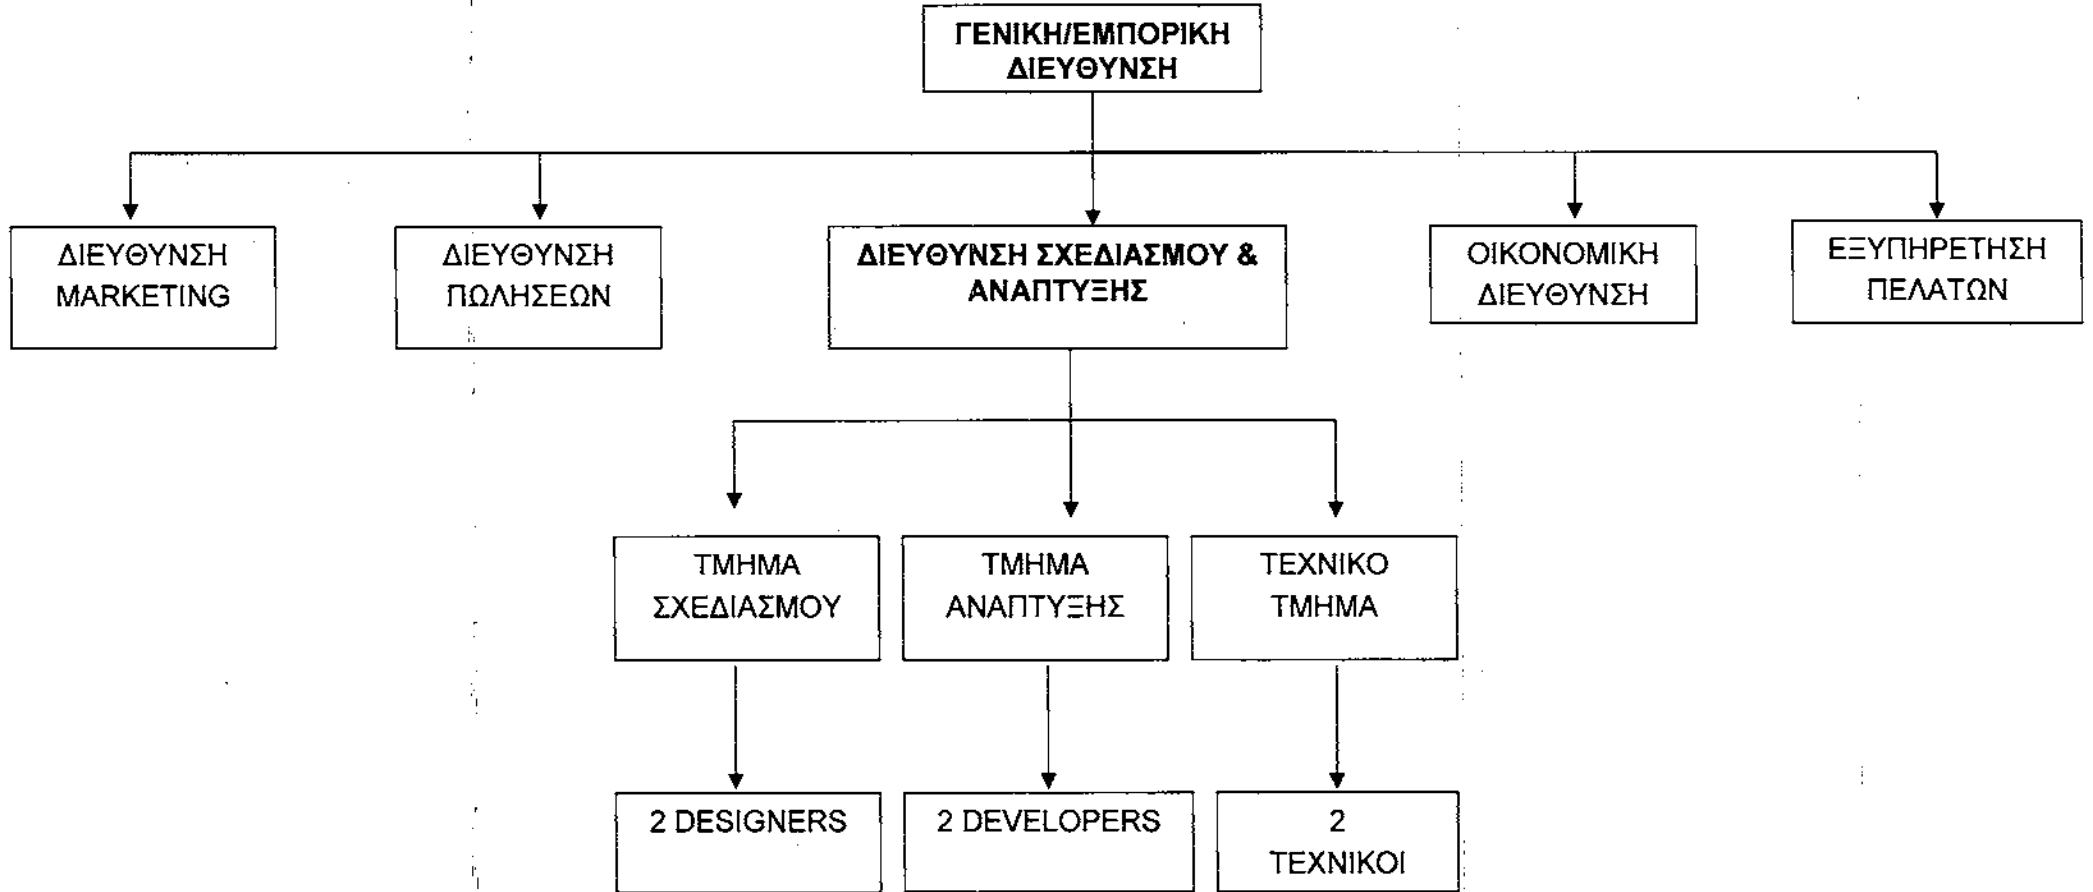 ΓΕΝΙΚΗ/ΕΜΠΟΡΙΚΗ
ΔΙΕΥΘΥΝΣΗ
ΔΙΕΥΘΥΝΣΗ
MARKETING
ΔΙΕΥΘΥΝΣΗ
ΠΩΛΗΣΕΩΝ
ΔΙΕΥΘΥΝΣΗ ΣΧΕΔΙΑΣΜΟΥ &
ΑΝΑΠΤΥΞΗΣ
ΟΙΚΟΝΟΜΙΚΗ
ΔΙΕΥΘΥΝΣΗ
ΕΞΥΠΗΡΕΤΗΣΗ
ΠΕΛΑΤΩΝ
ΤΜΗΜΑ
ΣΧΕΔΙΑΣΜΟΥ
ΤΜΗΜΑ
ΑΝΑΠΤΥΞΗΣ
ΤΕΧΝΙΚΟ
ΤΜΗΜΑ
2 DESIGNERS
2 DEVELOPERS
2
ΤΕΧΝΙΚΟΙ